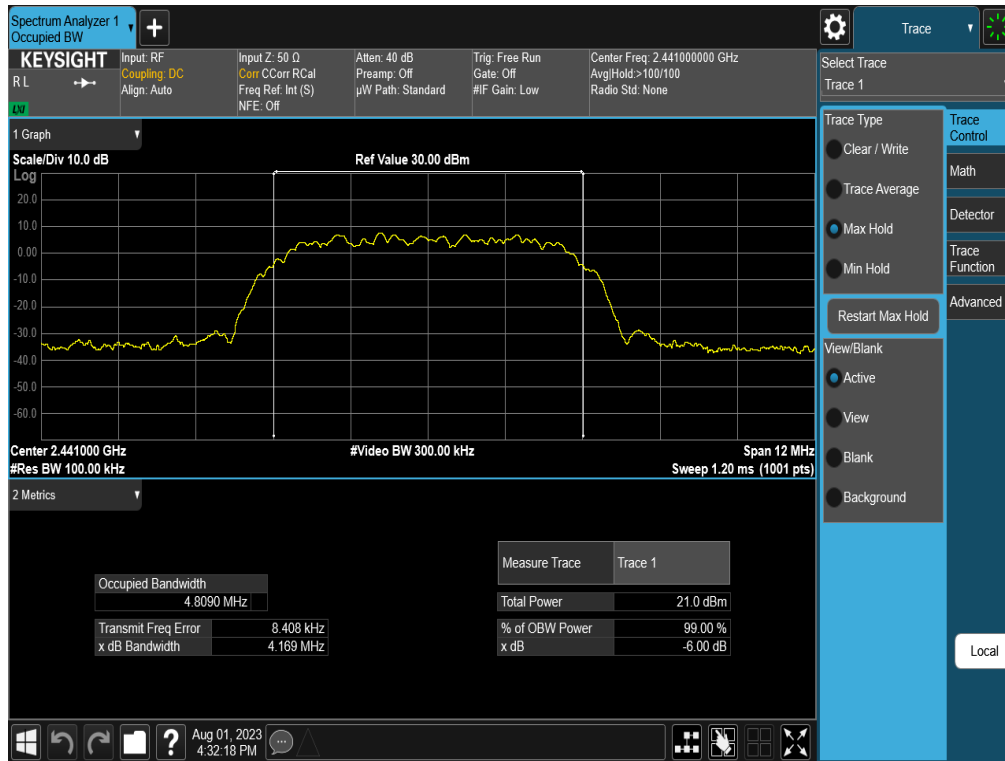 Spectrum Analyzer 1
Occupied BW
Trace
KEYSIGHT
R L
LXI
Input: RF
Coupling: DC
Align: Auto
Input Z: 50 Ω
Corr CCorr RCal
Freq Ref: Int (S)
NFE: Off
Atten: 40 dB
Preamp: Off
µW Path: Standard
Trig: Free Run
Gate: Off
#IF Gain: Low
Center Freq: 2.441000000 GHz
Avg|Hold:>100/100
Radio Std: None
Select Trace
Trace 1
1 Graph
Scale/Div 10.0 dB
Ref Value 30.00 dBm
Log
20.0
10.0
0.00
-10.0
-20.0
-30.0
-40.0
-50.0
-60.0
Center 2.441000 GHz
#Video BW 300.00 kHz
Span 12 MHz
#Res BW 100.00 kHz
Sweep 1.20 ms (1001 pts)
Trace Type
Clear / Write
Trace Average
Max Hold
Min Hold
Restart Max Hold
View/Blank
Active
View
Blank
Background
Trace
Control
Math
Detector
Trace
Function
Advanced
Local
2 Metrics
Measure Trace Trace 1
Occupied Bandwidth
4.8090 MHz
Total Power 21.0 dBm
Transmit Freq Error 8.408 kHz
% of OBW Power 99.00 %
x dB Bandwidth 4.169 MHz
x dB -6.00 dB
?
Aug 01, 2023
4:32:18 PM